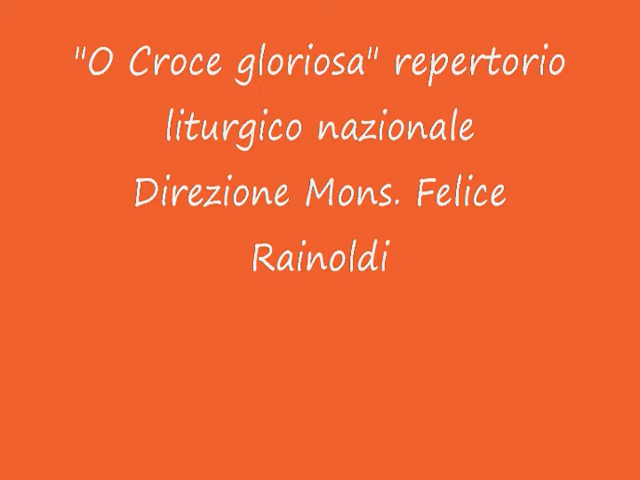 "O Croce gloriosa" repertorio
liturgico nazionale
Direzione Mons. Felice
Rainoldi